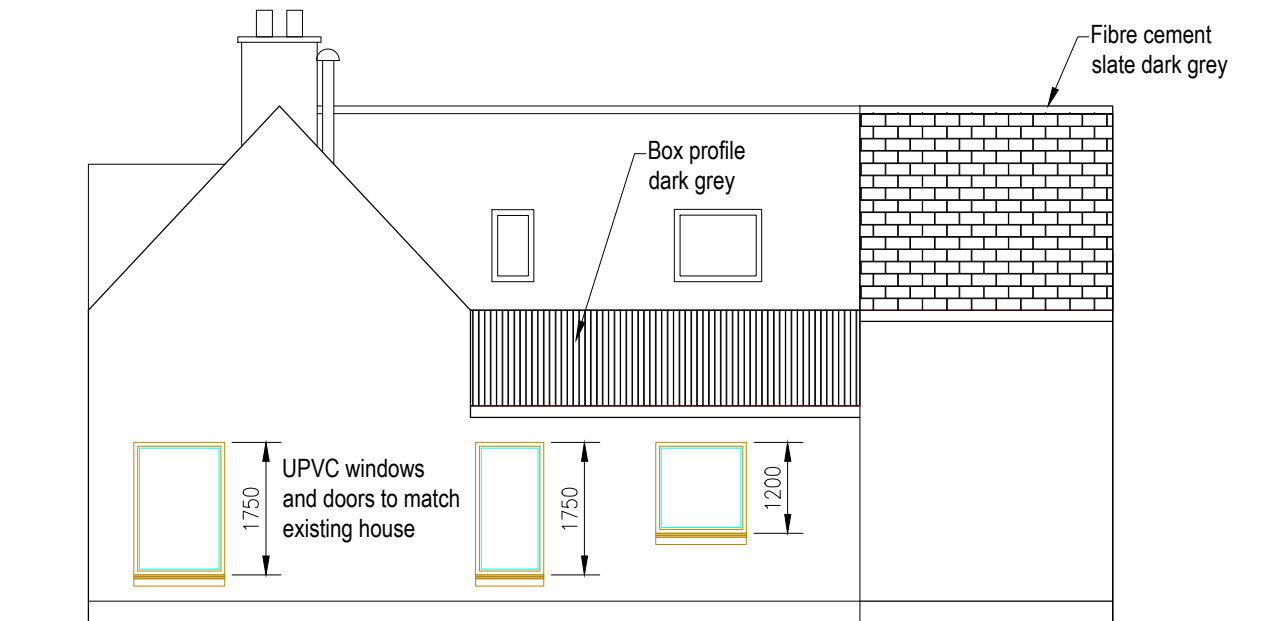 Fibre cement
slate dark grey
Box profile
dark grey
1750
UPVC windows
and doors to match
existing house
1750
1200